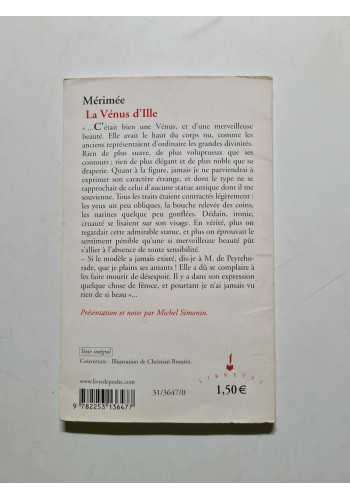 Mérimée
La Vénus d'Ille
« ...C'était bien une Vénus, et d'une merveilleuse
beauté. Elle avait le haut du corps nu, comme les
anciens représentaient d'ordinaire les grandes divinités.
Rien de plus suave, de plus voluptueux que ses
contours : rien de plus élégant et de plus noble que sa
draperie. Quant à la figure, jamais je ne parviendrai à
exprimer son caractère étrange, et dont le type ne se
rapprochait de celui d'aucune statue antique dont il me
souvienne. Tous les traits étaient contractés légèrement :
les yeux un peu obliques, la bouche relevée des coins,
les narines quelque peu gonflées. Dédain, ironie,
cruauté se lisaient sur son visage. En vérité, plus on
regardait cette admirable statue, et plus on éprouvait le
sentiment pénible qu'une si merveilleuse beauté pût
s'allier à l'absence de toute sensibilité.
– Si le modèle a jamais existé, dis-je à M. de Peyreho-
rade, que je plains ses amants ! Elle a dû se complaire à
les faire mourir de désespoir. Il y a dans son expression
quelque chose de féroce, et pourtant je n'ai jamais vu
rien de si beau »...
Présentation et notes par Michel Simonin.
Texte intégral
Couverture : Illustration de Christian Broutin.
www.livredepoche.com
31/3647/0
LIBRETTI
1,50 €
9 782253 136477